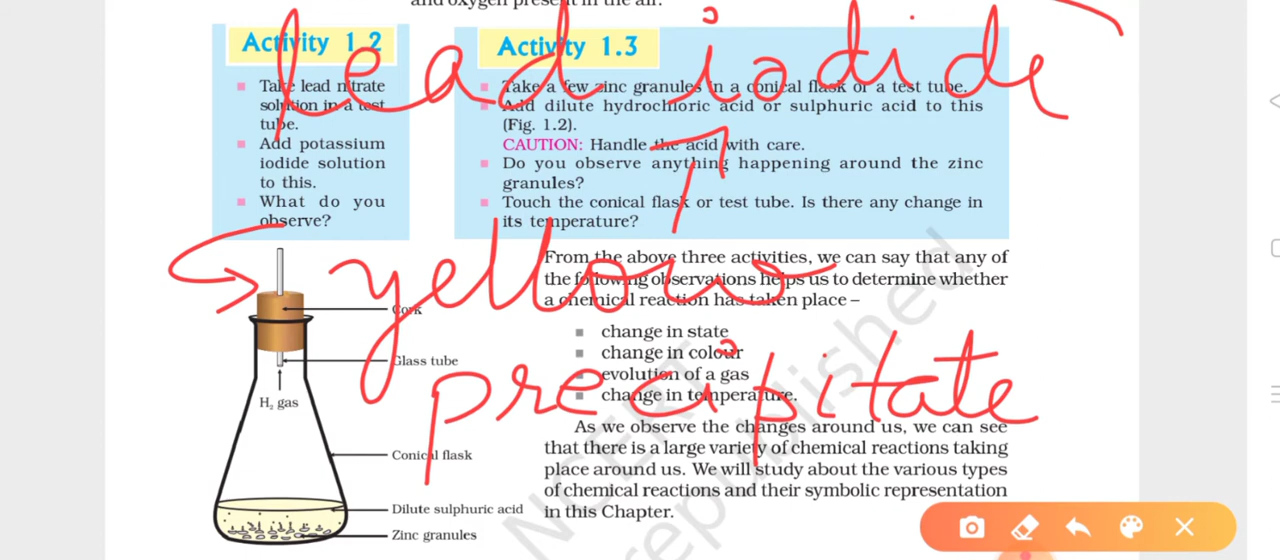 and oxygen present in the air.
Activity 1.2
Take lead nitrate
solution in a test
tube.
Add potassium
iodide solution
to this.
What do you
observe?
Activity 1.3
Take a few zinc granules in a conical flask or a test tube.
Add dilute hydrochloric acid or sulphuric acid to this
(Fig. 1.2).
CAUTION: Handle the acid with care.
Do you observe anything happening around the zinc
granules?
Touch the conical flask or test tube. Is there any change in
its temperature?
lead iodide
yellow
precipitate
Cork
Glass tube
H2 gas
Conical flask
Dilute sulphuric acid
Zinc granules
From the above three activities, we can say that any of
the following observations helps us to determine whether
a chemical reaction has taken place –
change in state
change in colour
evolution of a gas
change in temperature.
As we observe the changes around us, we can see
that there is a large variety of chemical reactions taking
place around us. We will study about the various types
of chemical reactions and their symbolic representation
in this Chapter.
NCERT
republished